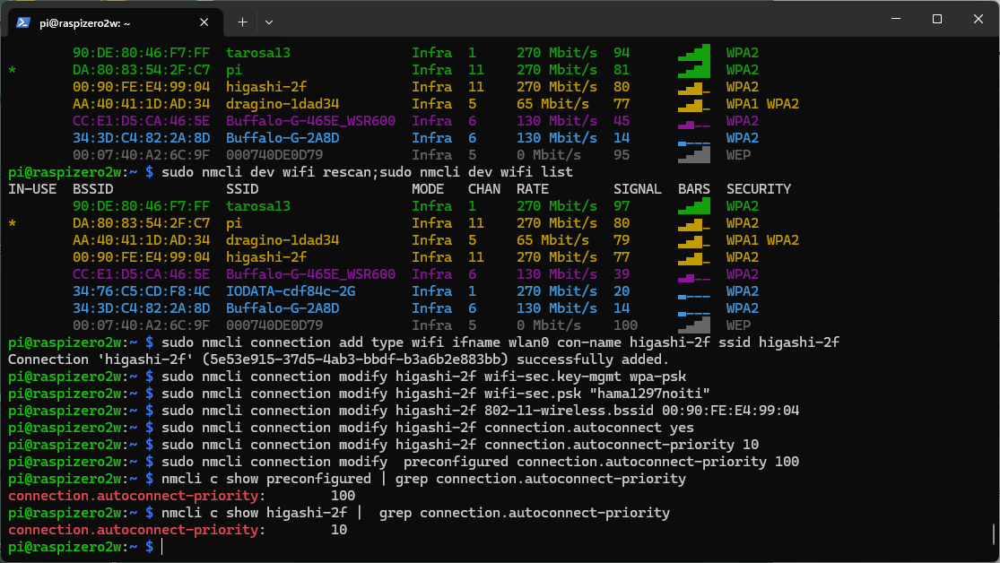 pi@raspizero2w: ~
90:DE:80:46:F7:FF  tarosa13              Infra  1     270 Mbit/s  94            WPA2
*       DA:80:83:54:2F:C7  pi                    Infra  11    270 Mbit/s  81            WPA2
00:90:FE:E4:99:04  higashi-2f            Infra  11    270 Mbit/s  80            WPA2
AA:40:41:1D:AD:34  dragino-1dad34        Infra  5     65 Mbit/s   77            WPA1 WPA2
CC:E1:D5:CA:46:5E  Buffalo-G-465E_WSR600  Infra  6     130 Mbit/s  45            WPA2
34:3D:C4:82:2A:8D  Buffalo-G-2A8D        Infra  6     130 Mbit/s  14            WPA2
00:07:40:A2:6C:9F  000740DE0D79          Infra  5     0 Mbit/s    95            WEP
pi@raspizero2w:~ $ sudo nmcli dev wifi rescan;sudo nmcli dev wifi list
IN-USE  BSSID              SSID                  MODE   CHAN  RATE        SIGNAL  BARS  SECURITY
90:DE:80:46:F7:FF  tarosa13              Infra  1     270 Mbit/s  97            WPA2
*       DA:80:83:54:2F:C7  pi                    Infra  11    270 Mbit/s  80            WPA2
AA:40:41:1D:AD:34  dragino-1dad34        Infra  5     65 Mbit/s   79            WPA1 WPA2
00:90:FE:E4:99:04  higashi-2f            Infra  11    270 Mbit/s  77            WPA2
CC:E1:D5:CA:46:5E  Buffalo-G-465E_WSR600  Infra  6     130 Mbit/s  39            WPA2
34:76:C5:CD:F8:4C  IODATA-cdf84c-2G      Infra  1     270 Mbit/s  20            WPA2
34:3D:C4:82:2A:8D  Buffalo-G-2A8D        Infra  6     130 Mbit/s  14            WPA2
00:07:40:A2:6C:9F  000740DE0D79          Infra  5     0 Mbit/s    100           WEP
pi@raspizero2w:~ $ sudo nmcli connection add type wifi ifname wlan0 con-name higashi-2f ssid higashi-2f
Connection 'higashi-2f' (5e53e915-37d5-4ab3-bbdf-b3a6b2e883bb) successfully added.
pi@raspizero2w:~ $ sudo nmcli connection modify higashi-2f wifi-sec.key-mgmt wpa-psk
pi@raspizero2w:~ $ sudo nmcli connection modify higashi-2f wifi-sec.psk "hama1297noiti"
pi@raspizero2w:~ $ sudo nmcli connection modify higashi-2f 802-11-wireless.bssid 00:90:FE:E4:99:04
pi@raspizero2w:~ $ sudo nmcli connection modify higashi-2f connection.autoconnect yes
pi@raspizero2w:~ $ sudo nmcli connection modify higashi-2f connection.autoconnect-priority 10
pi@raspizero2w:~ $ sudo nmcli connection modify  preconfigured connection.autoconnect-priority 100
pi@raspizero2w:~ $ nmcli c show preconfigured | grep connection.autoconnect-priority
connection.autoconnect-priority:        100
pi@raspizero2w:~ $ nmcli c show higashi-2f |  grep connection.autoconnect-priority
connection.autoconnect-priority:        10
pi@raspizero2w:~ $